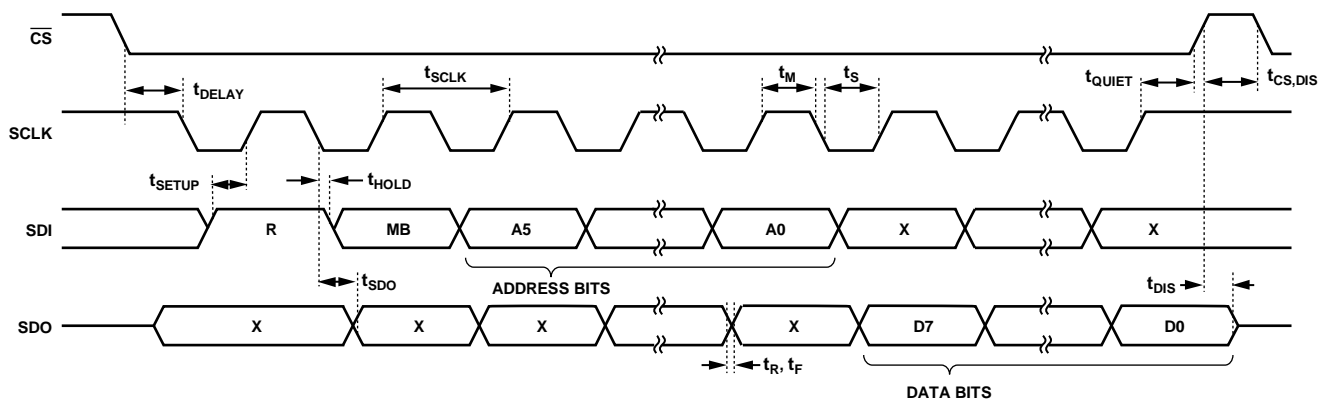 CS
tSCLK
tM
tS
tQUIET
tCS,DIS
tDELAY
SCLK
tSETUP
tHOLD
SDI
R
MB
A5
A0
X
X
tSDO
ADDRESS BITS
tDIS
SDO
X
X
X
X
D7
D0
tR, tF
DATA BITS